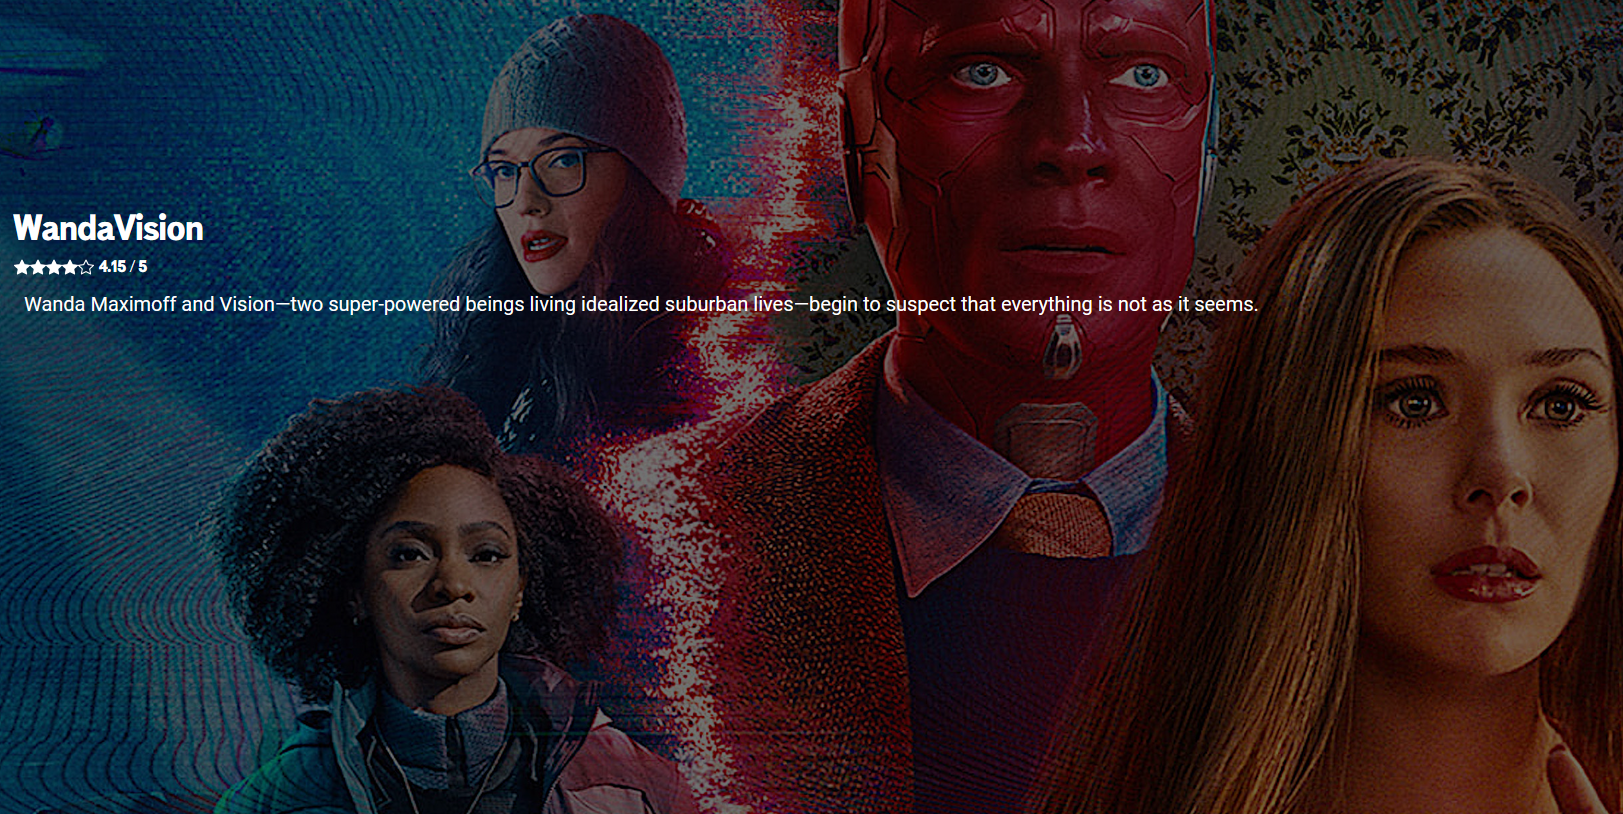 WandaVision
4.15 / 5
Wanda Maximoff and Vision—two super-powered beings living idealized suburban lives—begin to suspect that everything is not as it seems.